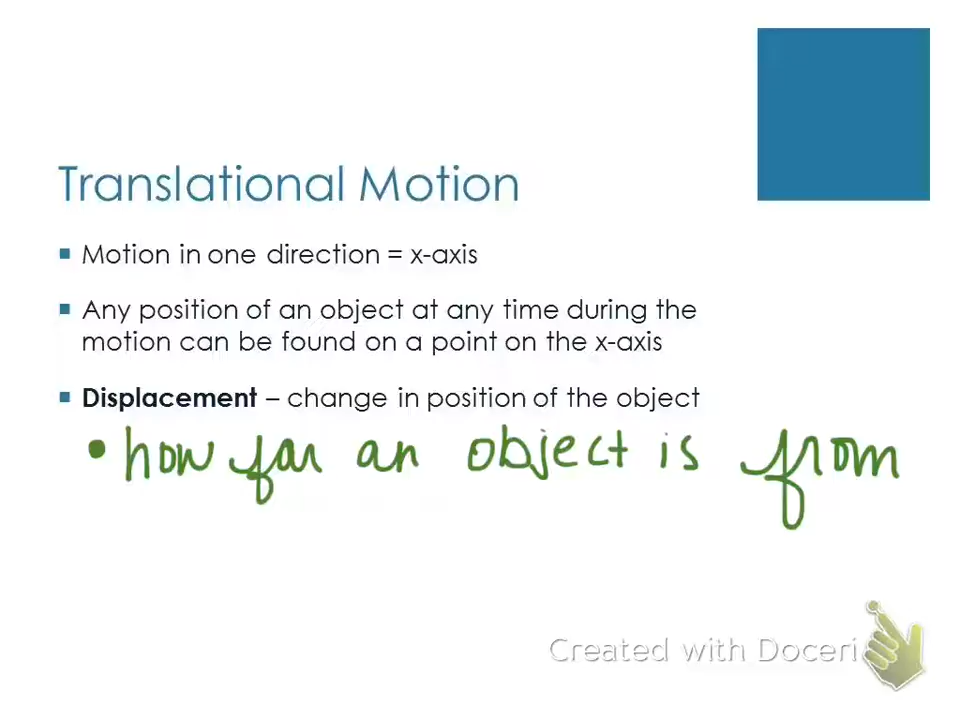 Translational Motion
Motion in one direction = x-axis
Any position of an object at any time during the
motion can be found on a point on the x-axis
Displacement – change in position of the object
• how far an object is from
Created with Doceri